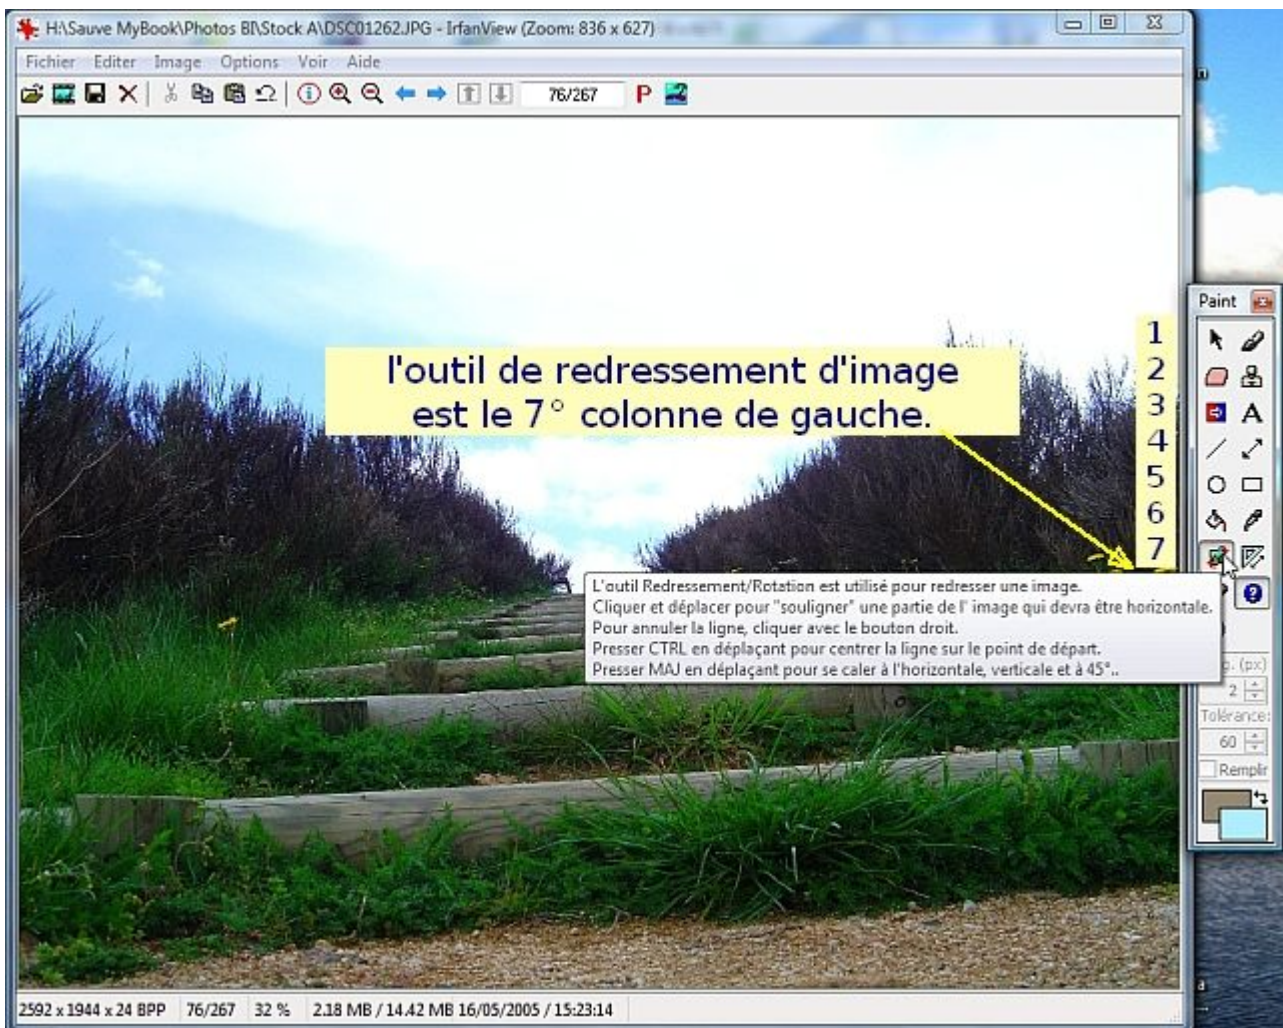 H:\Sauve MyBook\Photos BI\Stock A\DSC01262.JPG - IrfanView (Zoom: 836 x 627)
Fichier Editer Image Options Voir Aide
76/267
P
Paint
A
1
2
3
4
5
6
7
l'outil de redressement d'image
est le 7° colonne de gauche.
L'outil Redressement/Rotation est utilisé pour redresser une image.
Cliquer et déplacer pour "souligner" une partie de l' image qui devra être horizontale.
Pour annuler la ligne, cliquer avec le bouton droit.
Presser CTRL en déplaçant pour centrer la ligne sur le point de départ.
Presser MAJ en déplaçant pour se caler à l'horizontale, verticale et à 45°..
(px)
2
Tolérance:
60
Remplir
2592 x 1944 x 24 BPP 76/267 32 % 2.18 MB / 14.42 MB 16/05/2005 / 15:23:14